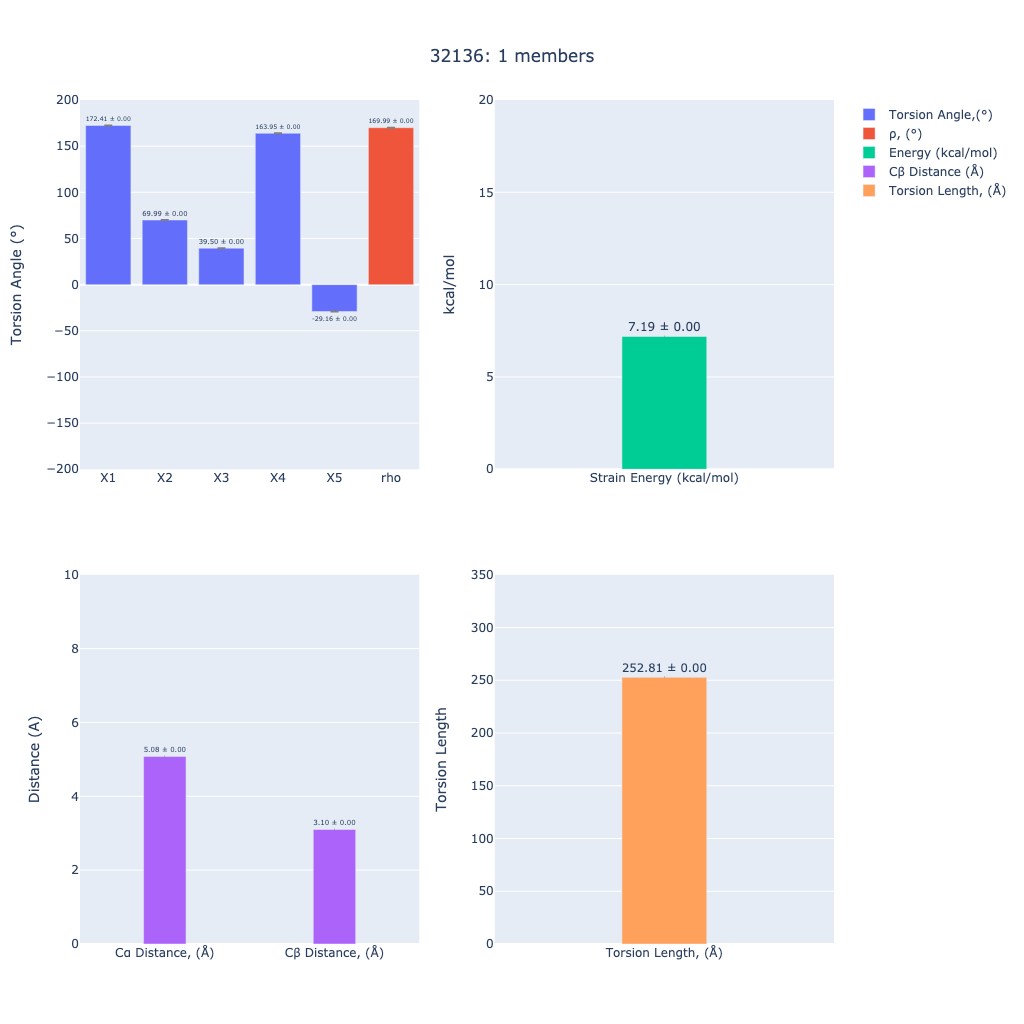 32136: 1 members
200
150
100
50
0
−50
−100
−150
−200
Torsion Angle (°)
172.41 ± 0.00
69.99 ± 0.00
39.50 ± 0.00
163.95 ± 0.00
-29.16 ± 0.00
169.99 ± 0.00
X1 X2 X3 X4 X5 rho
20
15
10
5
0
kcal/mol
7.19 ± 0.00
Strain Energy (kcal/mol)
Torsion Angle,(°)
ρ, (°)
Energy (kcal/mol)
Cβ Distance (Å)
Torsion Length, (Å)
10
8
6
4
2
0
Distance (A)
5.08 ± 0.00
3.10 ± 0.00
Cα Distance, (Å) Cβ Distance, (Å)
350
300
250
200
150
100
50
0
Torsion Length
252.81 ± 0.00
Torsion Length, (Å)